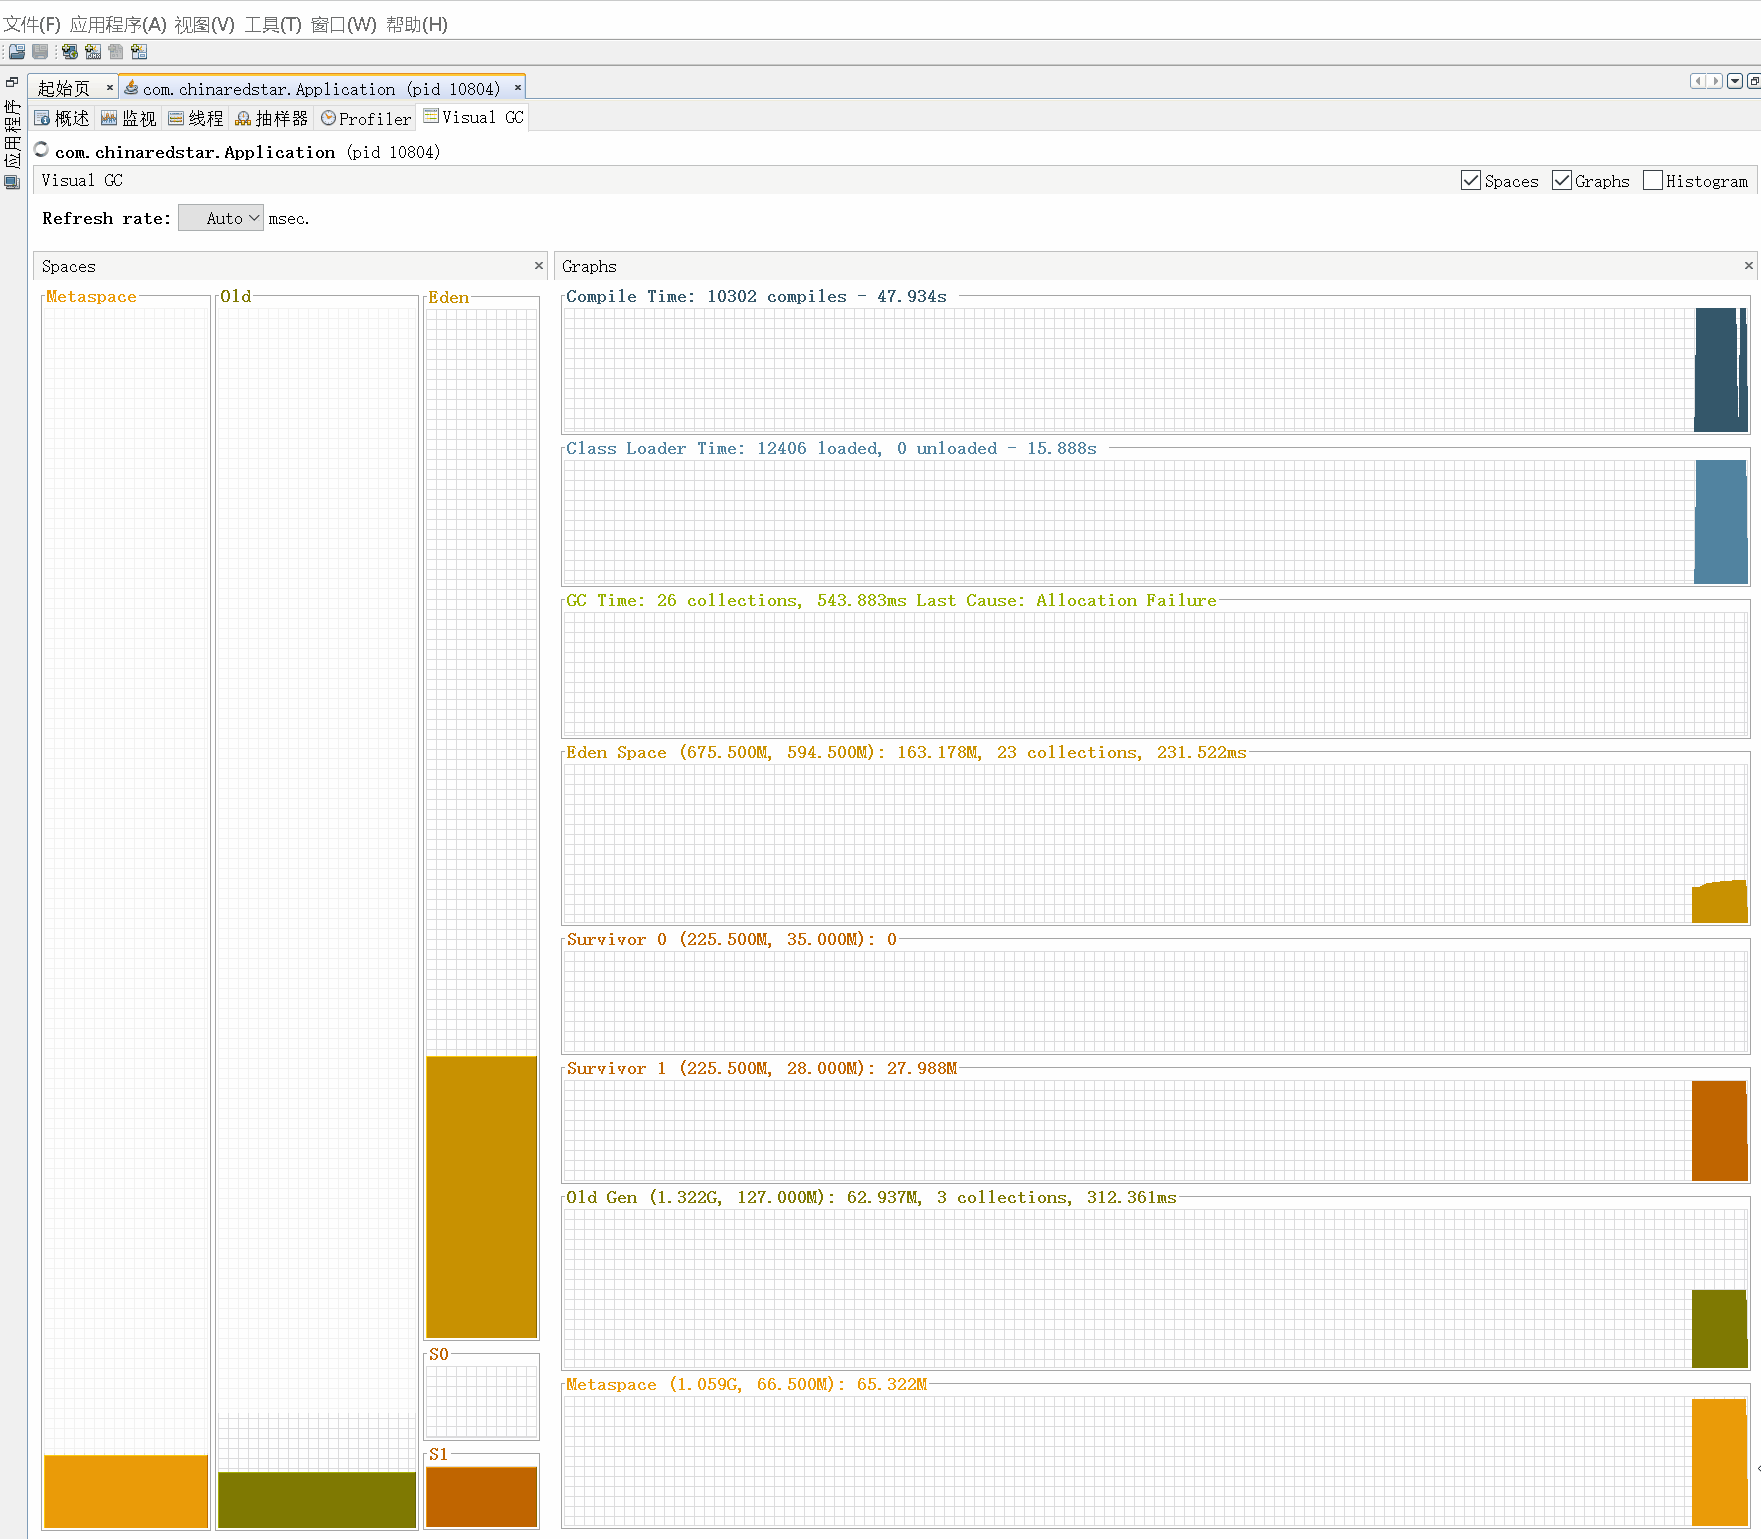 文件(F) 应用程序(A) 视图(V) 工具(T) 窗口(W) 帮助(H)
应用程序
起始页 × com.chinaredstar.Application (pid 10804) ×
概述 监视 线程 抽样器 Profiler Visual GC
com.chinaredstar.Application (pid 10804)
Visual GC
Spaces Graphs Histogram
Refresh rate: Auto msec.
Spaces ×
Metaspace Old Eden
S0
S1
Graphs ×
Compile Time: 10302 compiles - 47.934s
Class Loader Time: 12406 loaded, 0 unloaded - 15.888s
GC Time: 26 collections, 543.883ms Last Cause: Allocation Failure
Eden Space (675.500M, 594.500M): 163.178M, 23 collections, 231.522ms
Survivor 0 (225.500M, 35.000M): 0
Survivor 1 (225.500M, 28.000M): 27.988M
Old Gen (1.322G, 127.000M): 62.937M, 3 collections, 312.361ms
Metaspace (1.059G, 66.500M): 65.322M